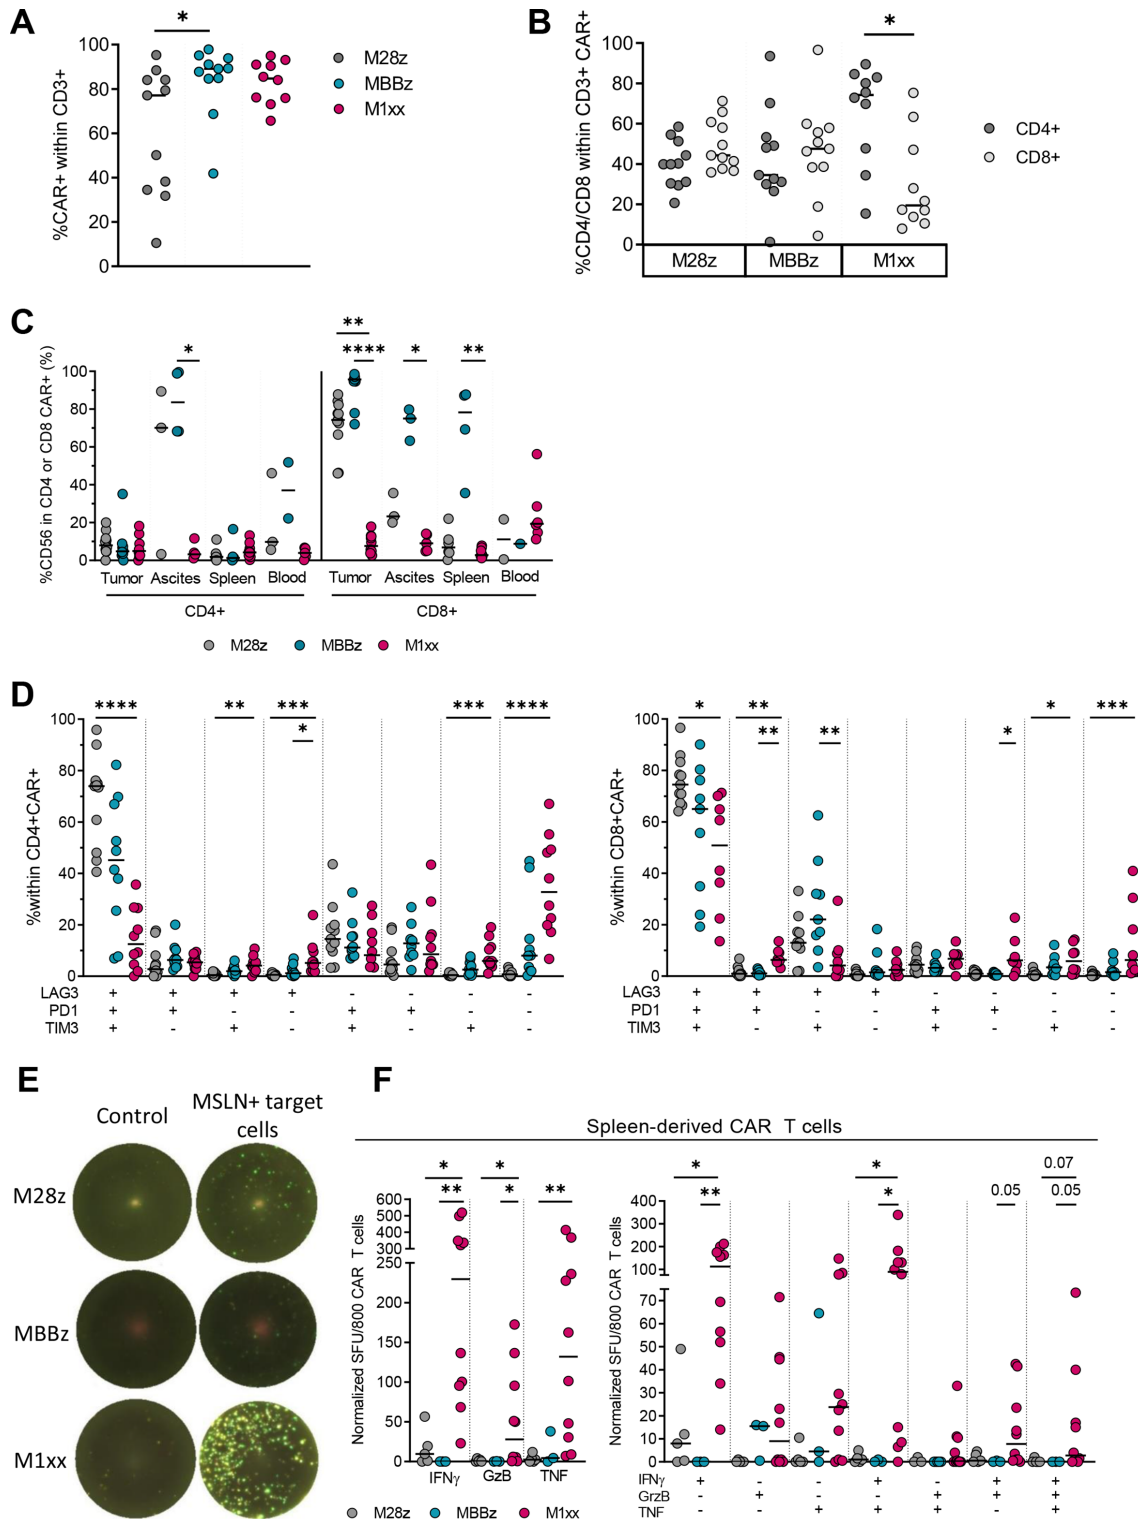 A
*
%CAR+ within CD3+
100
80
60
40
20
0
M28z
MBBz
M1xx
B
*
%CD4/CD8 within CD3+ CAR+
100
80
60
40
20
0
M28z MBBz M1xx
CD4+
CD8+
C
%CD56 in CD4 or CD8 CAR+ (%)
100
80
60
40
20
0
* ** **** * **
Tumor Ascites Spleen Blood Tumor Ascites Spleen Blood
CD4+ CD8+
M28z MBBz M1xx
D
%within CD4+CAR+
100
80
60
40
20
0
**** ** *** * *** ****
LAG3 + + + + - - - -
PD1 + + - - + + - -
TIM3 + - + - + - + -
%within CD8+CAR+
100
80
60
40
20
0
* ** ** ** * * ***
LAG3 + + + + - - - -
PD1 + + - - + + - -
TIM3 + - + - + - + -
E
Control
MSLN+ target
cells
M28z
MBBz
M1xx
F
Spleen-derived CAR T cells
Normalized SFU/800 CAR T cells
600
500
400
300
250
200
150
100
50
0
* ** * * **
IFNγ GzB TNF
M28z MBBz M1xx
Normalized SFU/800 CAR T cells
400
300
200
100
70
60
50
40
30
20
10
0
* ** * * 0.05 0.07 0.05
IFNγ + - - + - + +
GrzB - + - - + + +
TNF - - + + + - +